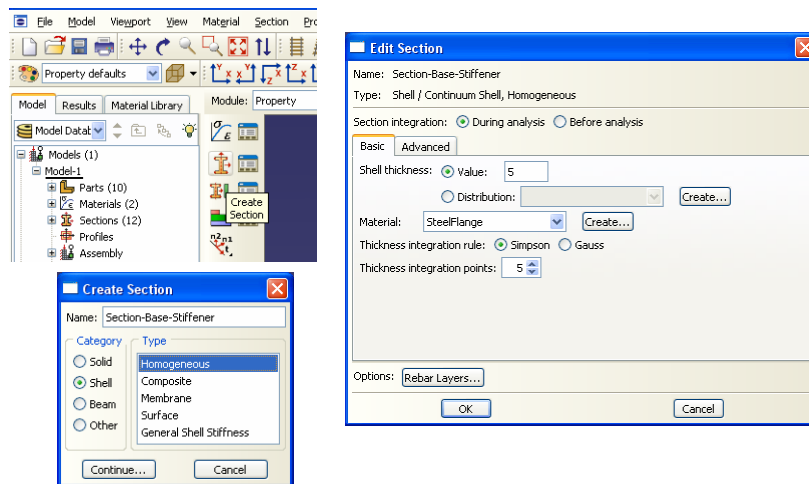 File Model Viewport View Material Section Pro
Property defaults
Model Results Material Library
Module: Property
Model Datab
Models (1)
Model-1
Parts (10)
Materials (2)
Sections (12)
Profiles
Assembly
Create
Section
Create Section
Name: Section-Base-Stiffener
Category Type
Solid
Shell
Beam
Other
Homogeneous
Composite
Membrane
Surface
General Shell Stiffness
Continue... Cancel
Edit Section
Name: Section-Base-Stiffener
Type: Shell / Continuum Shell, Homogeneous
Section integration: During analysis Before analysis
Basic Advanced
Shell thickness: Value: 5
Distribution: Create...
Material: SteelFlange Create...
Thickness integration rule: Simpson Gauss
Thickness integration points: 5
Options: Rebar Layers...
OK Cancel